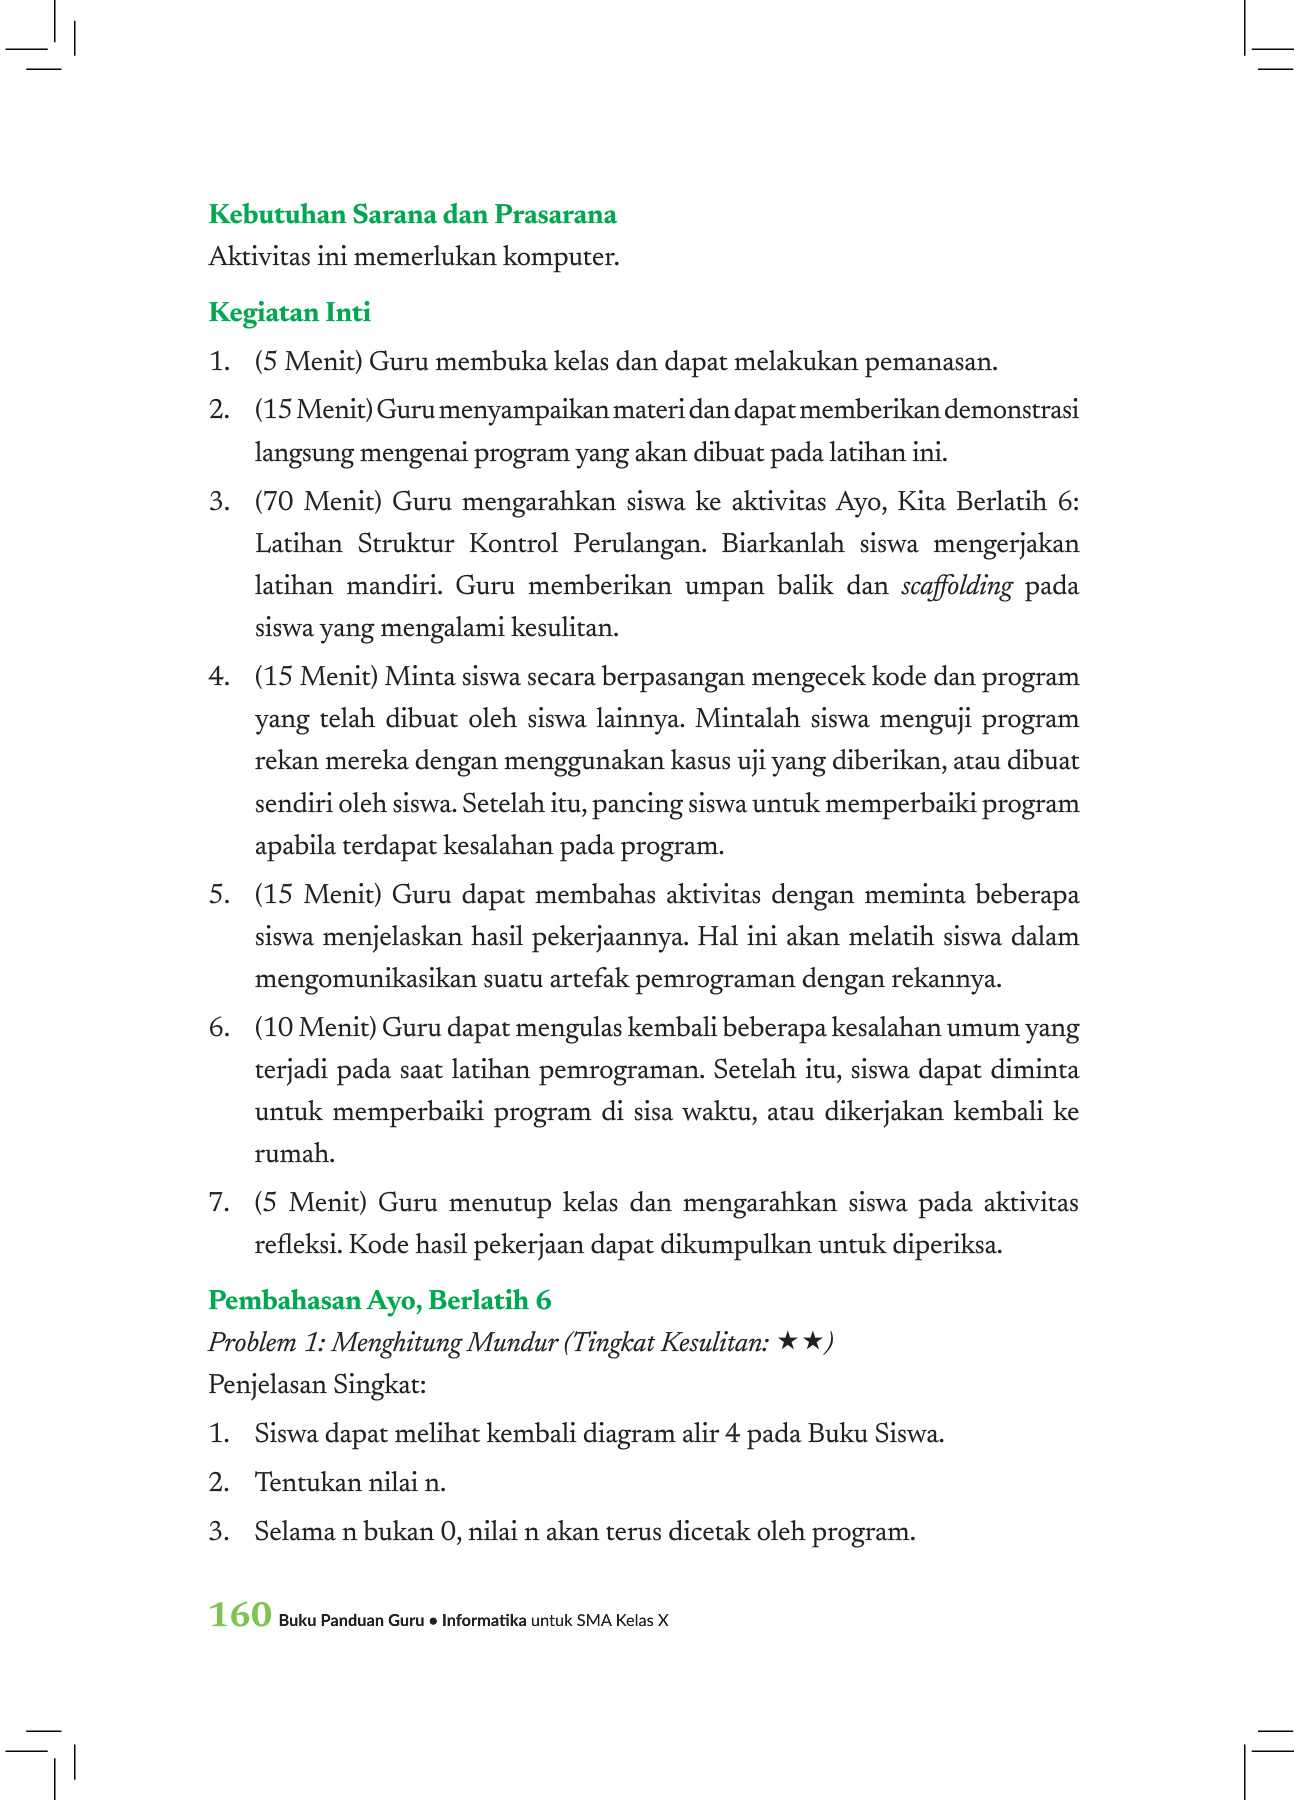 Kebutuhan Sarana dan Prasarana
Aktivitas ini memerlukan komputer.
Kegiatan Inti
1. (5 Menit) Guru membuka kelas dan dapat melakukan pemanasan.
2. (15 Menit) Guru menyampaikan materi dan dapat memberikan demonstrasi
langsung mengenai program yang akan dibuat pada latihan ini.
3. (70 Menit) Guru mengarahkan siswa ke aktivitas Ayo, Kita Berlatih 6:
Latihan Struktur Kontrol Perulangan. Biarkanlah siswa mengerjakan
latihan mandiri. Guru memberikan umpan balik dan scaffolding pada
siswa yang mengalami kesulitan.
4. (15 Menit) Minta siswa secara berpasangan mengecek kode dan program
yang telah dibuat oleh siswa lainnya. Mintalah siswa menguji program
rekan mereka dengan menggunakan kasus uji yang diberikan, atau dibuat
sendiri oleh siswa. Setelah itu, pancing siswa untuk memperbaiki program
apabila terdapat kesalahan pada program.
5. (15 Menit) Guru dapat membahas aktivitas dengan meminta beberapa
siswa menjelaskan hasil pekerjaannya. Hal ini akan melatih siswa dalam
mengomunikasikan suatu artefak pemrograman dengan rekannya.
6. (10 Menit) Guru dapat mengulas kembali beberapa kesalahan umum yang
terjadi pada saat latihan pemrograman. Setelah itu, siswa dapat diminta
untuk memperbaiki program di sisa waktu, atau dikerjakan kembali ke
rumah.
7. (5 Menit) Guru menutup kelas dan mengarahkan siswa pada aktivitas
refleksi. Kode hasil pekerjaan dapat dikumpulkan untuk diperiksa.
Pembahasan Ayo, Berlatih 6
Problem 1: Menghitung Mundur (Tingkat Kesulitan: ★★)
Penjelasan Singkat:
1. Siswa dapat melihat kembali diagram alir 4 pada Buku Siswa.
2. Tentukan nilai n.
3. Selama n bukan 0, nilai n akan terus dicetak oleh program.
160 Buku Panduan Guru • Informatika untuk SMA Kelas X